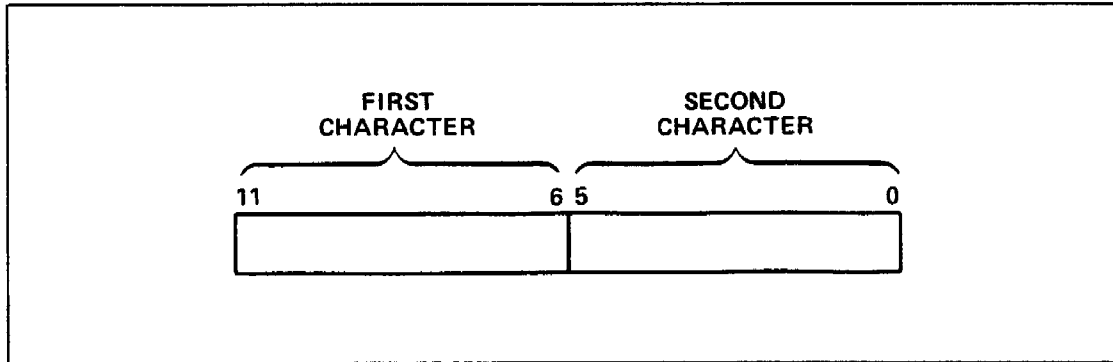 FIRST
CHARACTER
SECOND
CHARACTER
11 6 5 0